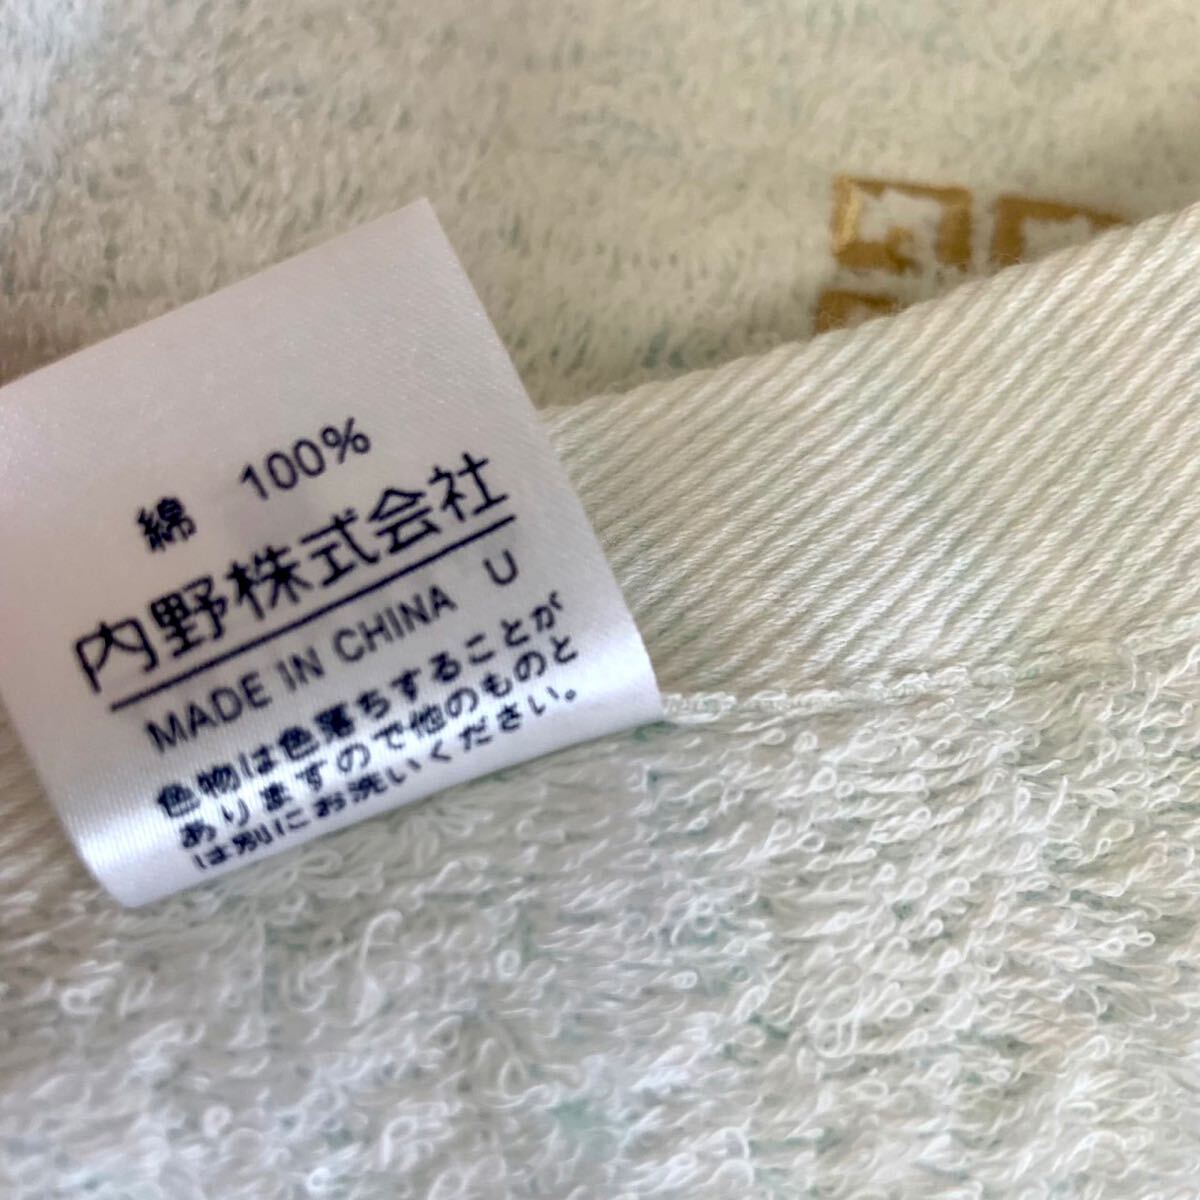 綿 100%
内野株式会社
MADE IN CHINA U
色物は色落ちすることが
ありますので他のものと
は別にお洗いください。